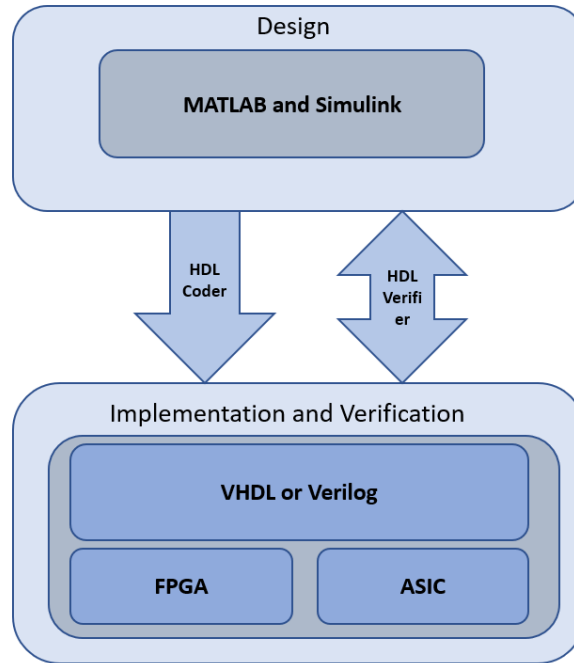 Design
MATLAB and Simulink
HDL
Coder
HDL
Verifi
er
Implementation and Verification
VHDL or Verilog
FPGA
ASIC